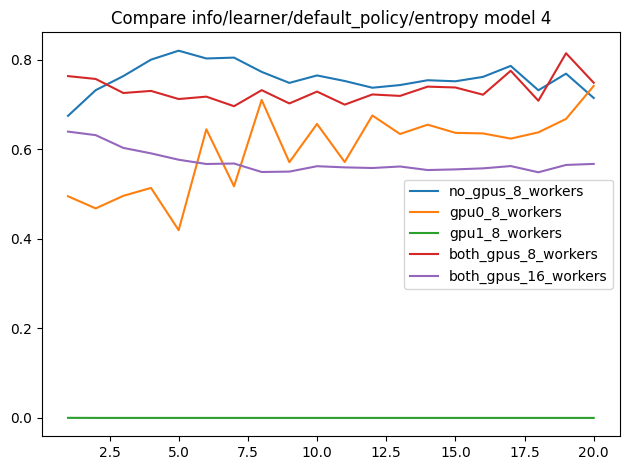 Compare info/learner/default_policy/entropy model 4
0.8
0.6
0.4
0.2
0.0
no_gpus_8_workers
gpu0_8_workers
gpu1_8_workers
both_gpus_8_workers
both_gpus_16_workers
2.5 5.0 7.5 10.0 12.5 15.0 17.5 20.0